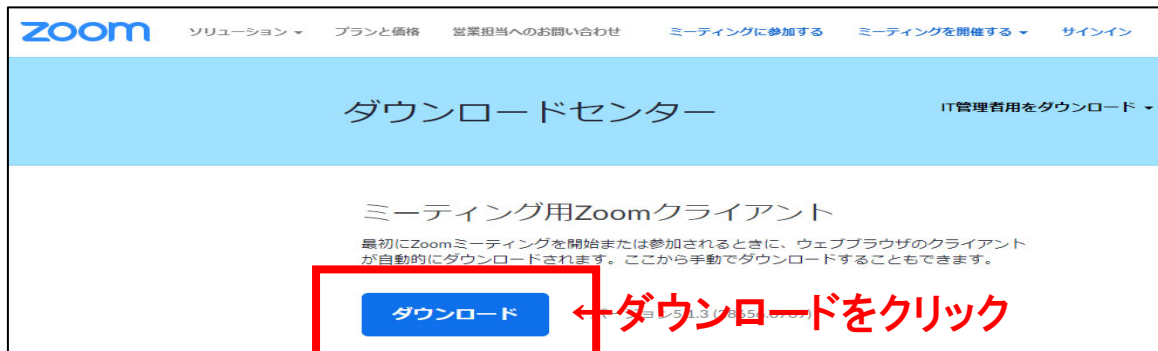 zoom ソリューション プランと価格 営業担当へのお問い合わせ ミーティングに参加する ミーティングを開催する サインイン
ダウンロードセンター IT管理者用をダウンロード
ミーティング用Zoomクライアント
最初にZoomミーティングを開始または参加されるときに、ウェブブラウザのクライアント
が自動的にダウンロードされます。ここから手動でダウンロードすることもできます。
ダウンロード ←ダウンロードをクリック